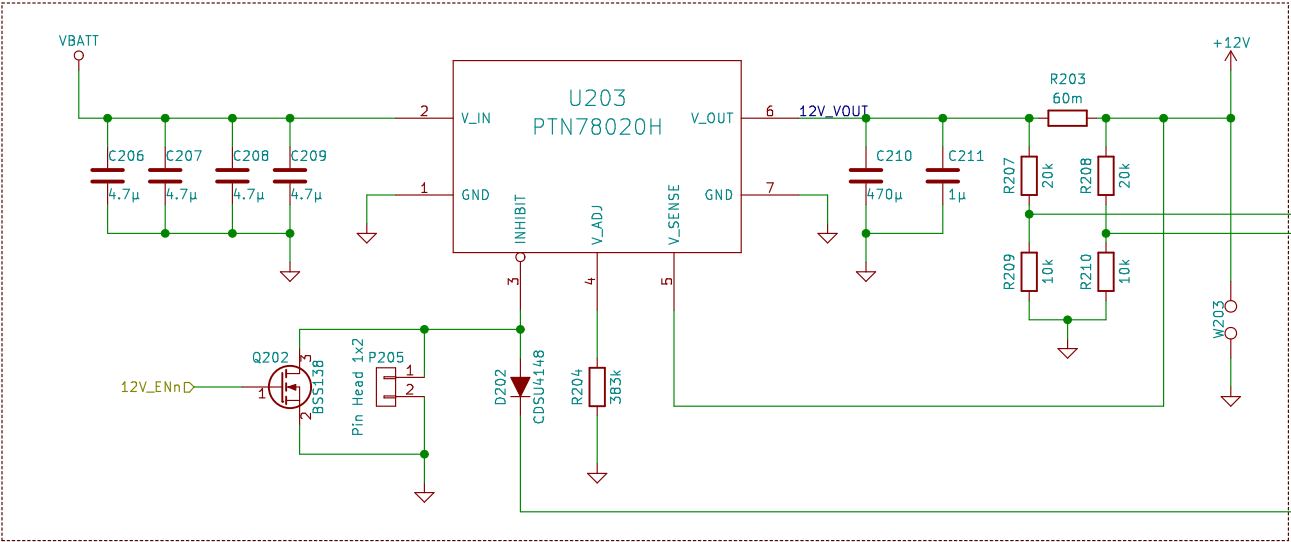 VBATT
+12V
R203
60m
U203
PTN78020H
2
V_IN
V_OUT
6
12V_VOUT
C206
4.7µ
C207
4.7µ
C208
4.7µ
C209
4.7µ
1
GND
GND
7
INHIBIT
V_ADJ
V_SENSE
3
4
5
C210
470µ
C211
1µ
R207
20k
R208
20k
R209
10k
R210
10k
W203
Q202
3
BSS138
1
2
12V_ENn
P205
Pin Head 1x2
1
2
D202
CDSU4148
R204
383k